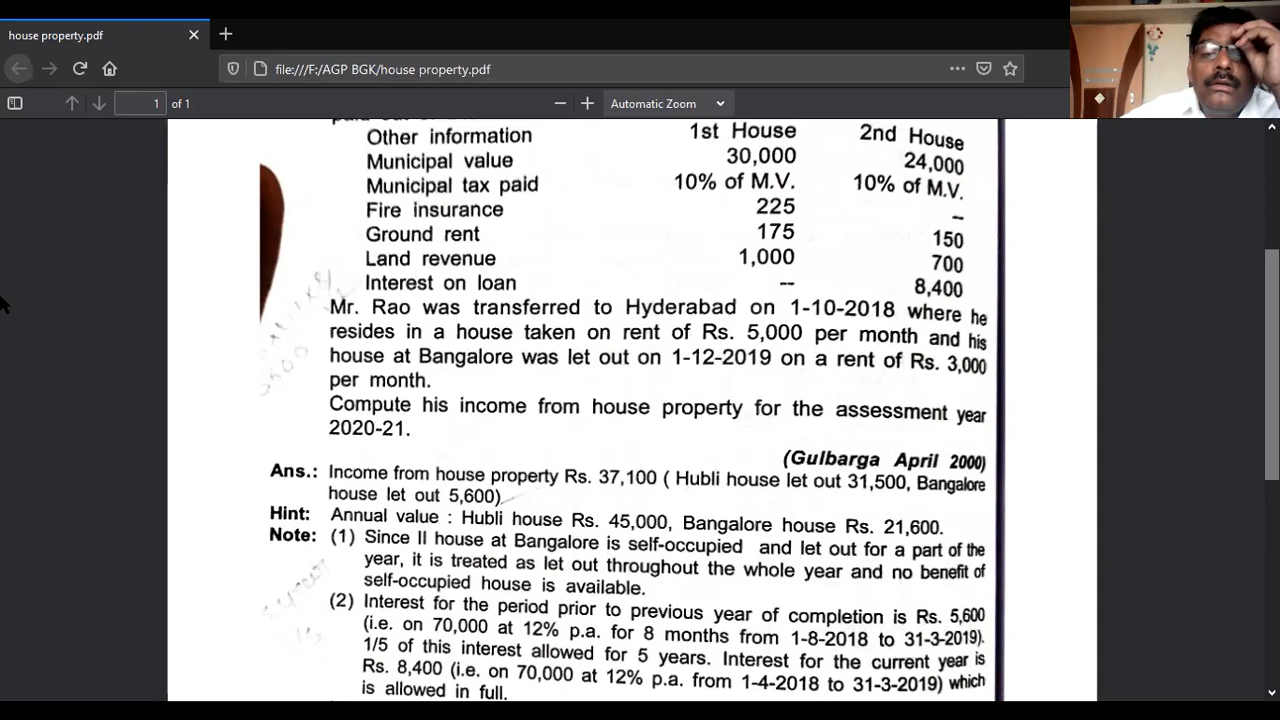 house property.pdf
file:///F:/AGP BGK/house property.pdf
1 of 1
Automatic Zoom
Other information 1st House 2nd House
Municipal value 30,000 24,000
Municipal tax paid 10% of M.V. 10% of M.V.
Fire insurance 225 --
Ground rent 175 150
Land revenue 1,000 700
Interest on loan -- 8,400
Mr. Rao was transferred to Hyderabad on 1-10-2018 where he
resides in a house taken on rent of Rs. 5,000 per month and his
house at Bangalore was let out on 1-12-2019 on a rent of Rs. 3,000
per month.
Compute his income from house property for the assessment year
2020-21.
(Gulbarga April 2000)
Ans.: Income from house property Rs. 37,100 ( Hubli house let out 31,500, Bangalore
house let out 5,600)
Hint: Annual value : Hubli house Rs. 45,000, Bangalore house Rs. 21,600.
Note: (1) Since II house at Bangalore is self-occupied and let out for a part of the
year, it is treated as let out throughout the whole year and no benefit of
self-occupied house is available.
(2) Interest for the period prior to previous year of completion is Rs. 5,600
(i.e. on 70,000 at 12% p.a. for 8 months from 1-8-2018 to 31-3-2019).
1/5 of this interest allowed for 5 years. Interest for the current year is
Rs. 8,400 (i.e. on 70,000 at 12% p.a. from 1-4-2018 to 31-3-2019) which
is allowed in full.